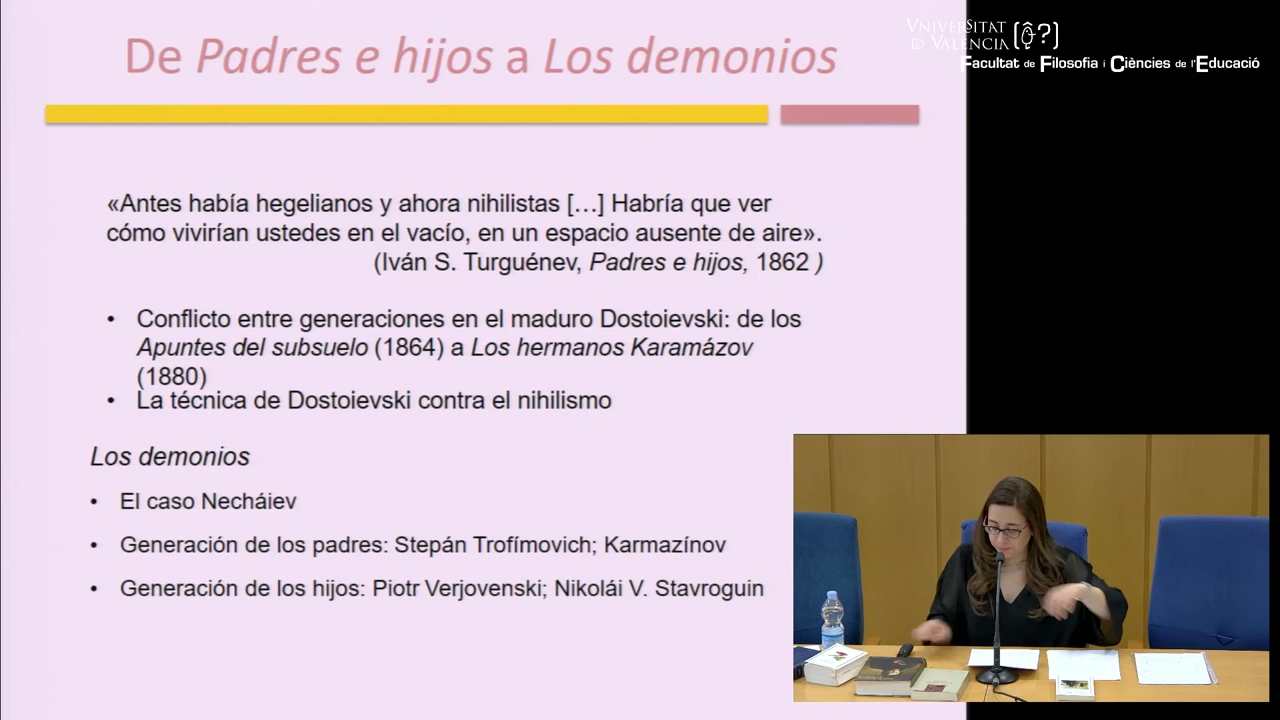 De Padres e hijos a Los demonios
VNIVERSITAT
ID VALÈNCIA
Facultat de Filosofia i Ciències de l'Educació
«Antes había hegelianos y ahora nihilistas […] Habría que ver
cómo vivirían ustedes en el vacío, en un espacio ausente de aire».
(Iván S. Turguénev, Padres e hijos, 1862 )
• Conflicto entre generaciones en el maduro Dostoievski: de los
Apuntes del subsuelo (1864) a Los hermanos Karamázov
(1880)
• La técnica de Dostoievski contra el nihilismo
Los demonios
• El caso Necháiev
• Generación de los padres: Stepán Trofímovich; Karmazínov
• Generación de los hijos: Piotr Verjovenski; Nikolái V. Stavroguin